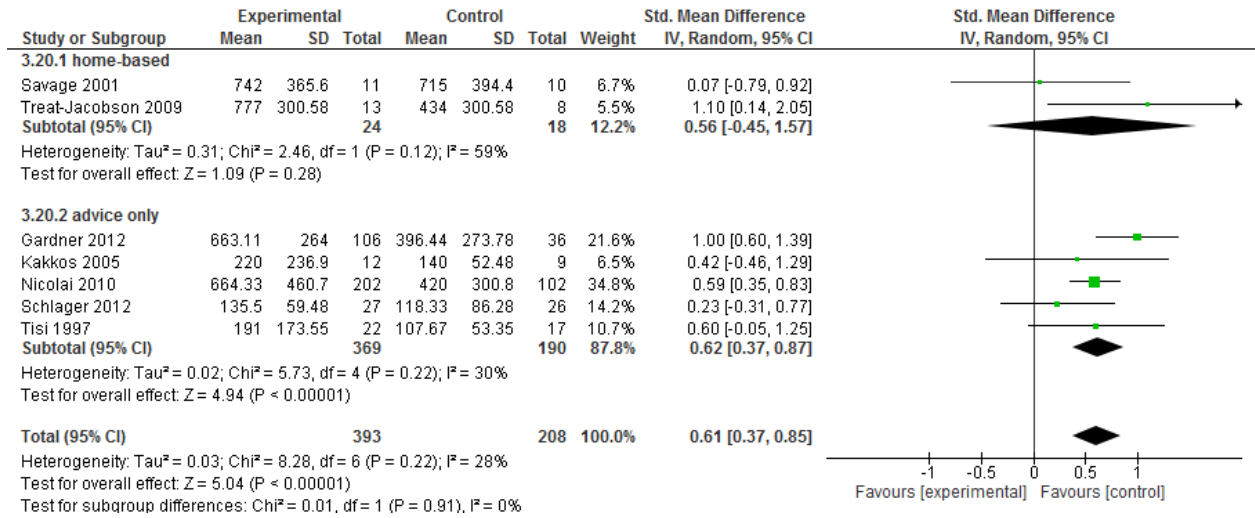 Experimental Control Std. Mean Difference Std. Mean Difference
Study or Subgroup Mean SD Total Mean SD Total Weight IV, Random, 95% CI IV, Random, 95% CI
3.20.1 home-based
Savage 2001 742 365.6 11 715 394.4 10 6.7% 0.07 [-0.79, 0.92]
Treat-Jacobson 2009 777 300.58 13 434 300.58 8 5.5% 1.10 [0.14, 2.05]
Subtotal (95% CI) 24 18 12.2% 0.56 [-0.45, 1.57]
Heterogeneity: Tau² = 0.31; Chi² = 2.46, df = 1 (P = 0.12); I² = 59%
Test for overall effect: Z = 1.09 (P = 0.28)
3.20.2 advice only
Gardner 2012 663.11 264 106 396.44 273.78 36 21.6% 1.00 [0.60, 1.39]
Kakkos 2005 220 236.9 12 140 52.48 9 6.5% 0.42 [-0.46, 1.29]
Nicolai 2010 664.33 460.7 202 420 300.8 102 34.8% 0.59 [0.35, 0.83]
Schlager 2012 135.5 59.48 27 118.33 86.28 26 14.2% 0.23 [-0.31, 0.77]
Tisi 1997 191 173.55 22 107.67 53.35 17 10.7% 0.60 [-0.05, 1.25]
Subtotal (95% CI) 369 190 87.8% 0.62 [0.37, 0.87]
Heterogeneity: Tau² = 0.02; Chi² = 5.73, df = 4 (P = 0.22); I² = 30%
Test for overall effect: Z = 4.94 (P < 0.00001)
Total (95% CI) 393 208 100.0% 0.61 [0.37, 0.85]
Heterogeneity: Tau² = 0.03; Chi² = 8.28, df = 6 (P = 0.22); I² = 28%
Test for overall effect: Z = 5.04 (P < 0.00001)
Test for subgroup differences: Chi² = 0.01, df = 1 (P = 0.91), I² = 0%
-1 -0.5 0 0.5 1
Favours [experimental] Favours [control]